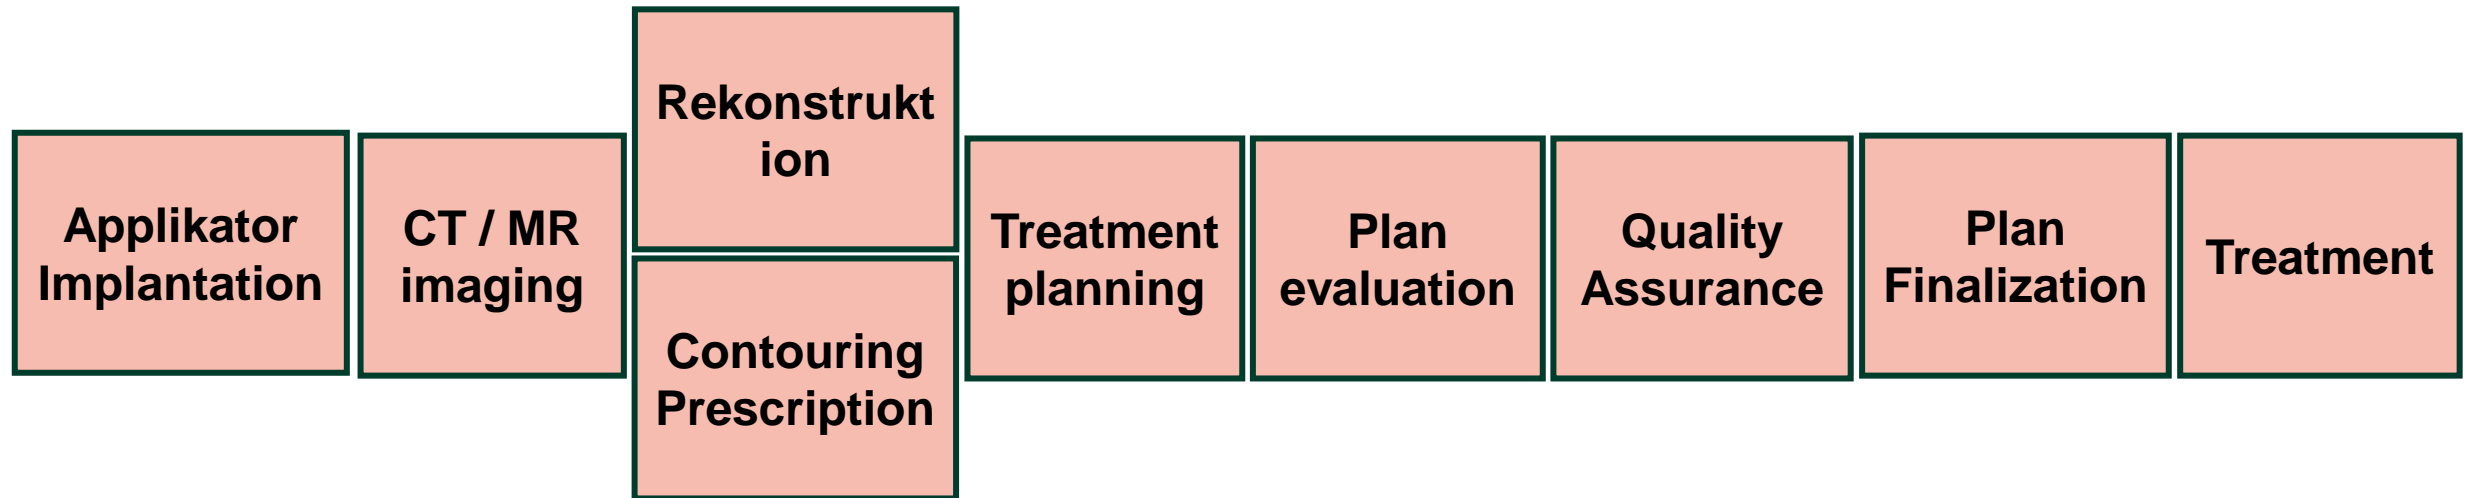 Applikator
Implantation
CT / MR
imaging
Rekonstrukt
ion
Contouring
Prescription
Treatment
planning
Plan
evaluation
Quality
Assurance
Plan
Finalization
Treatment